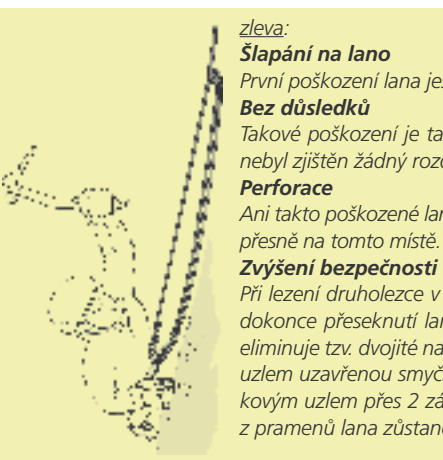 zleva:
Šlapání na lano
První poškození lana je
Bez důsledků
Takové poškození je ta
nebyl zjištěn žádný rozd
Perforace
Ani takto poškozené lan
přesně na tomto místě.
Zvýšení bezpečnosti
Při lezení druholezce v
dokonce přeseknutí lan
eliminuje tzv. dvojité na
uzlem uzavřenou smyč
kovým uzlem přes 2 zá
z pramenů lana zůstan